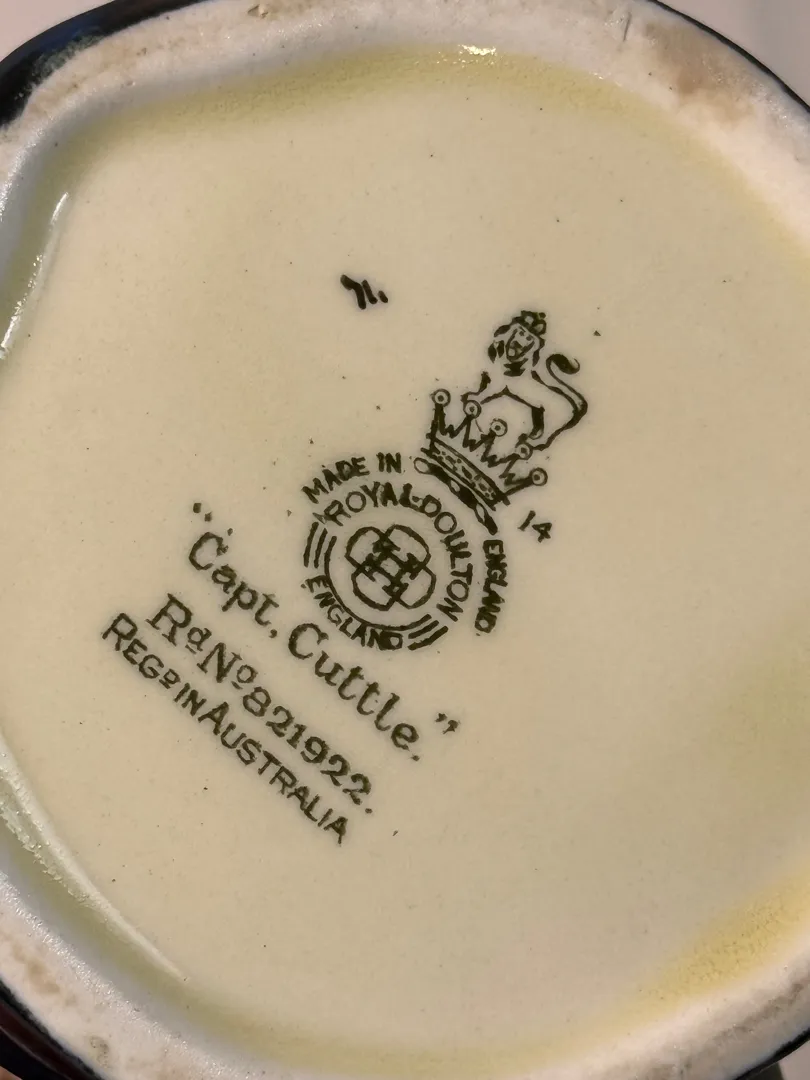 n.
MADE IN ENGLAND.
14
ROYAL-DOULTON
ENGLAND
"Capt, Cuttle."
Rd No 821922.
REGD IN AUSTRALIA